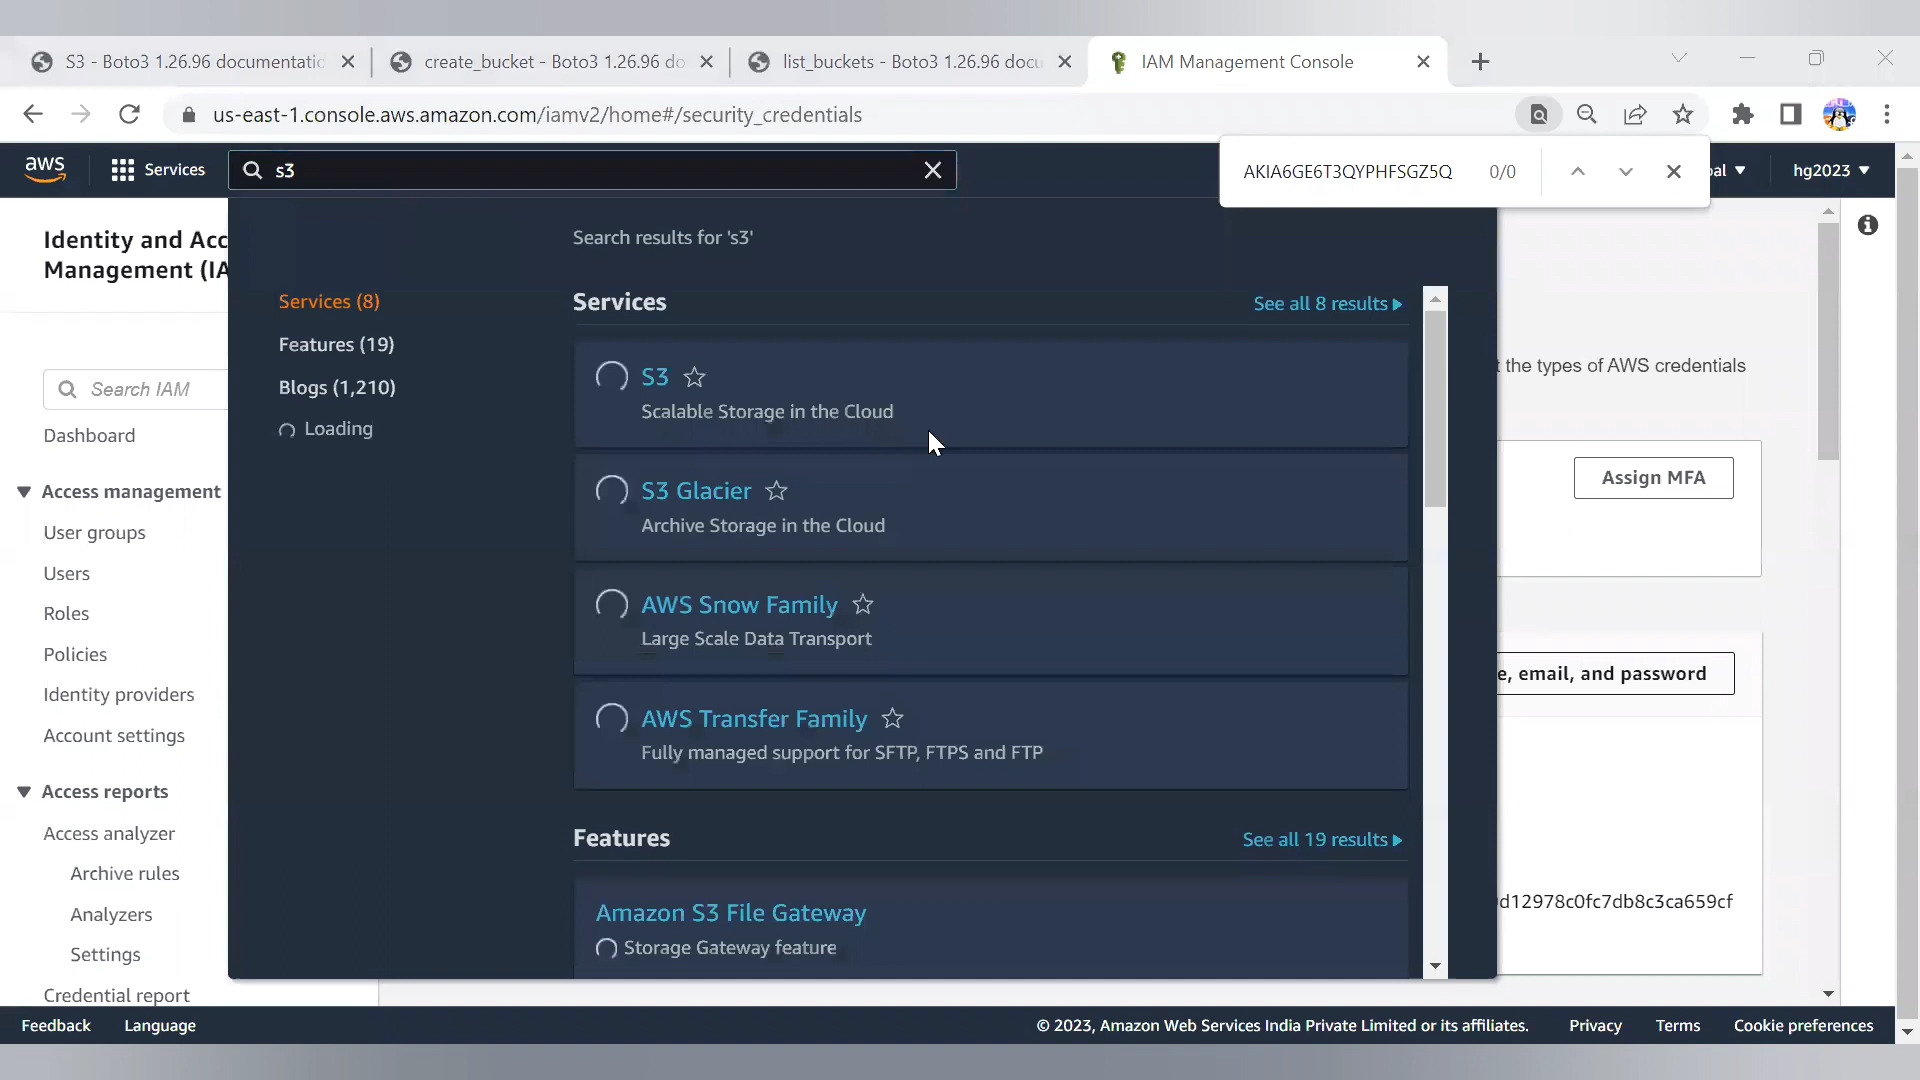 S3 - Boto3 1.26.96 documentatic
create_bucket - Boto3 1.26.96 do
list_buckets - Boto3 1.26.96 docu
IAM Management Console
us-east-1.console.aws.amazon.com/iamv2/home#/security_credentials
aws
Services
s3
AKIA6GE6T3QYPHFSGZ5Q 0/0
bal
hg2023
Identity and Acc
Management (IA
Search IAM
Dashboard
Access management
User groups
Users
Roles
Policies
Identity providers
Account settings
Access reports
Access analyzer
Archive rules
Analyzers
Settings
Credential report
Search results for 's3'
Services (8)
Features (19)
Blogs (1,210)
Loading
Services
See all 8 results
S3
Scalable Storage in the Cloud
S3 Glacier
Archive Storage in the Cloud
AWS Snow Family
Large Scale Data Transport
AWS Transfer Family
Fully managed support for SFTP, FTPS and FTP
Features
See all 19 results
Amazon S3 File Gateway
Storage Gateway feature
t the types of AWS credentials
Assign MFA
e, email, and password
d12978c0fc7db8c3ca659cf
Feedback
Language
© 2023, Amazon Web Services India Private Limited or its affiliates.
Privacy
Terms
Cookie preferences